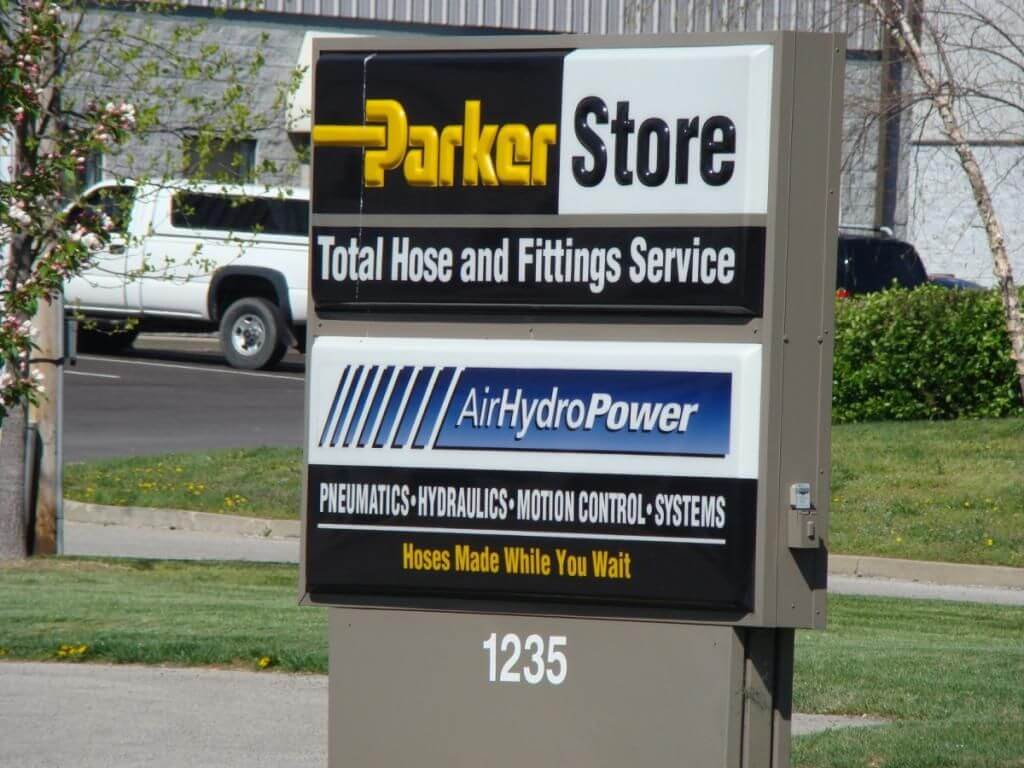 Parker Store
Total Hose and Fittings Service
AirHydroPower
PNEUMATICS•HYDRAULICS•MOTION CONTROL•SYSTEMS
Hoses Made While You Wait
1235